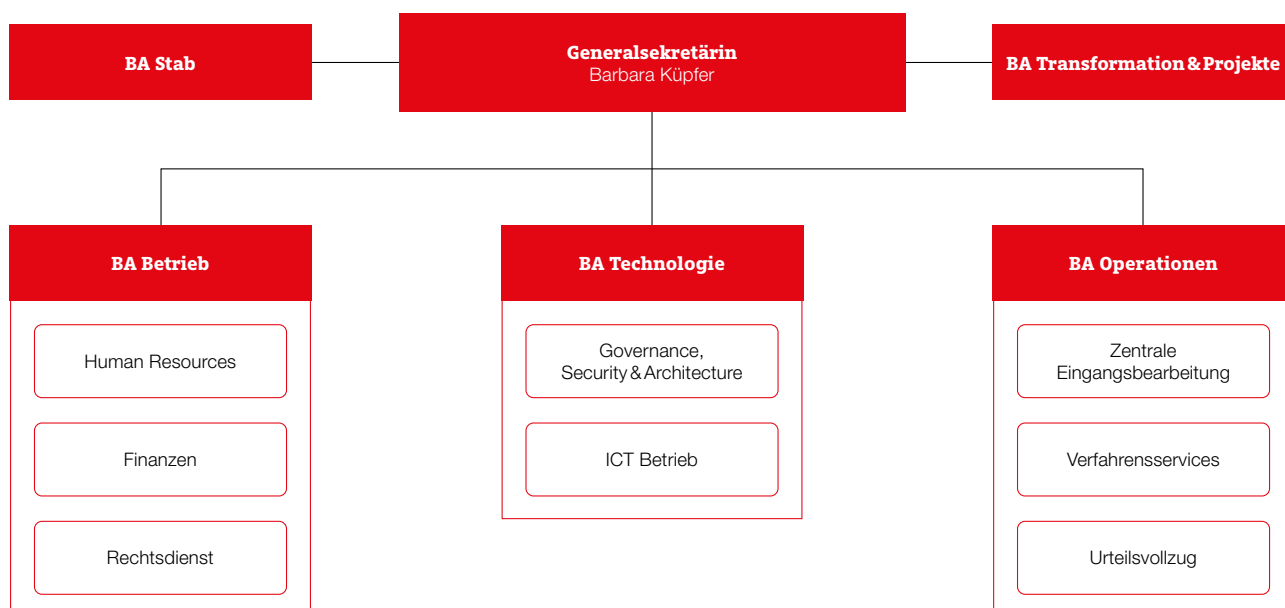 BA Stab
Generalsekretärin
Barbara Küpfer
BA Transformation & Projekte
BA Betrieb
Human Resources
Finanzen
Rechtsdienst
BA Technologie
Governance,
Security & Architecture
ICT Betrieb
BA Operationen
Zentrale
Eingangsbearbeitung
Verfahrensservices
Urteilsvollzug